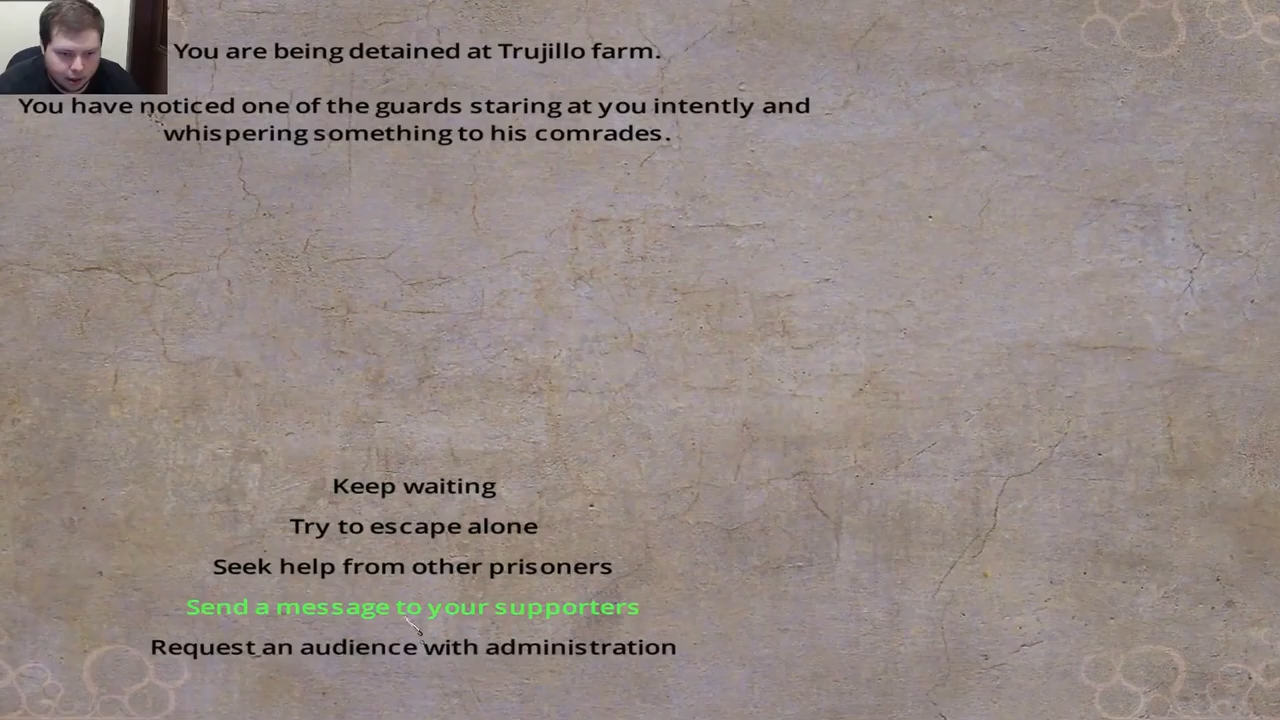 You are being detained at Trujillo farm.
You have noticed one of the guards staring at you intently and
whispering something to his comrades.
Keep waiting
Try to escape alone
Seek help from other prisoners
Send a message to your supporters
Request an audience with administration